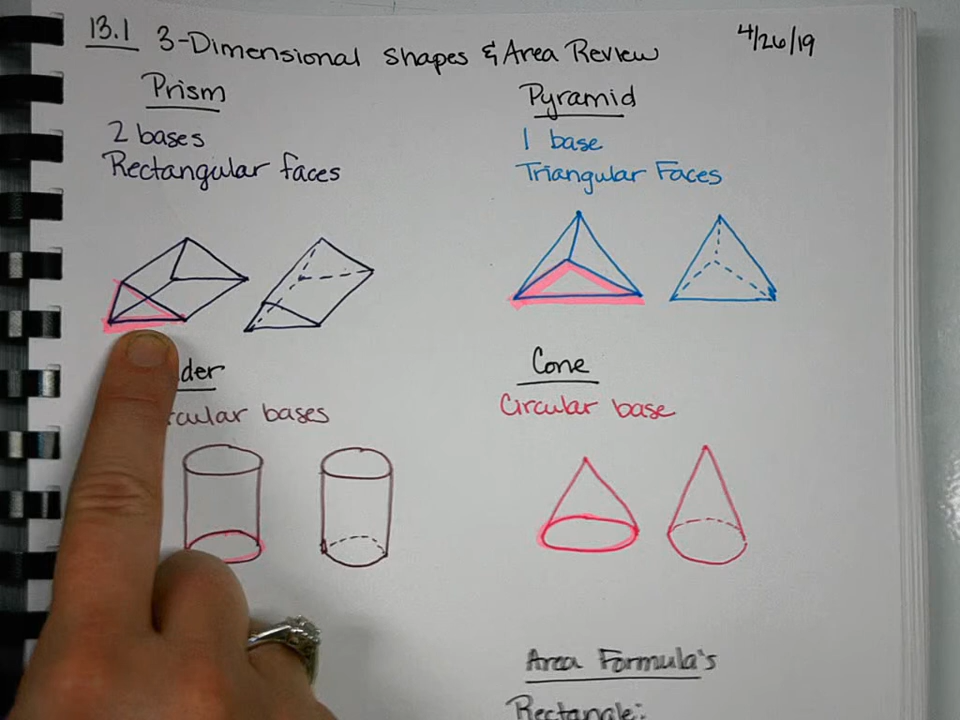 13.1 3-Dimensional Shapes & Area Review 4/26/19
Prism
2 bases
Rectangular faces
Pyramid
1 base
Triangular Faces
der
cular bases
Cone
Circular base
Area Formula's
Rectangle: